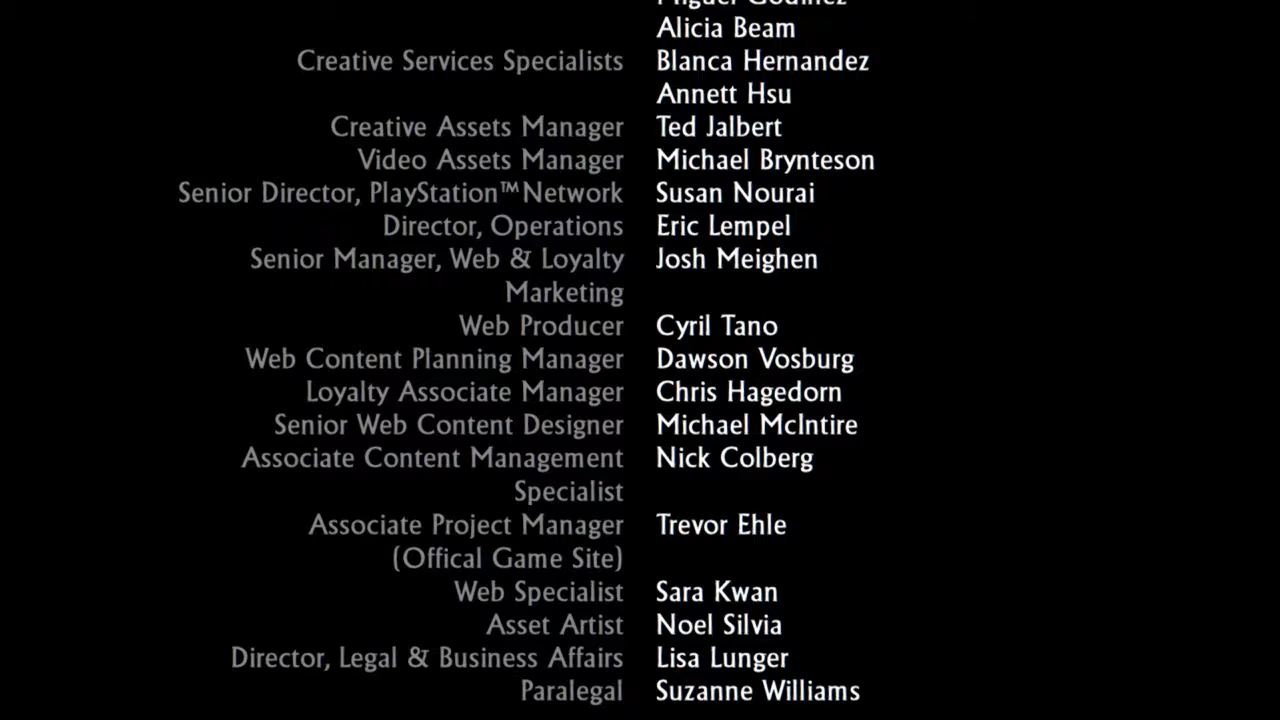 Miguel Godinez
Alicia Beam
Creative Services Specialists Blanca Hernandez
Annett Hsu
Creative Assets Manager Ted Jalbert
Video Assets Manager Michael Brynteson
Senior Director, PlayStation™Network Susan Nourai
Director, Operations Eric Lempel
Senior Manager, Web & Loyalty Josh Meighen
Marketing
Web Producer Cyril Tano
Web Content Planning Manager Dawson Vosburg
Loyalty Associate Manager Chris Hagedorn
Senior Web Content Designer Michael McIntire
Associate Content Management Nick Colberg
Specialist
Associate Project Manager Trevor Ehle
(Offical Game Site)
Web Specialist Sara Kwan
Asset Artist Noel Silvia
Director, Legal & Business Affairs Lisa Lunger
Paralegal Suzanne Williams